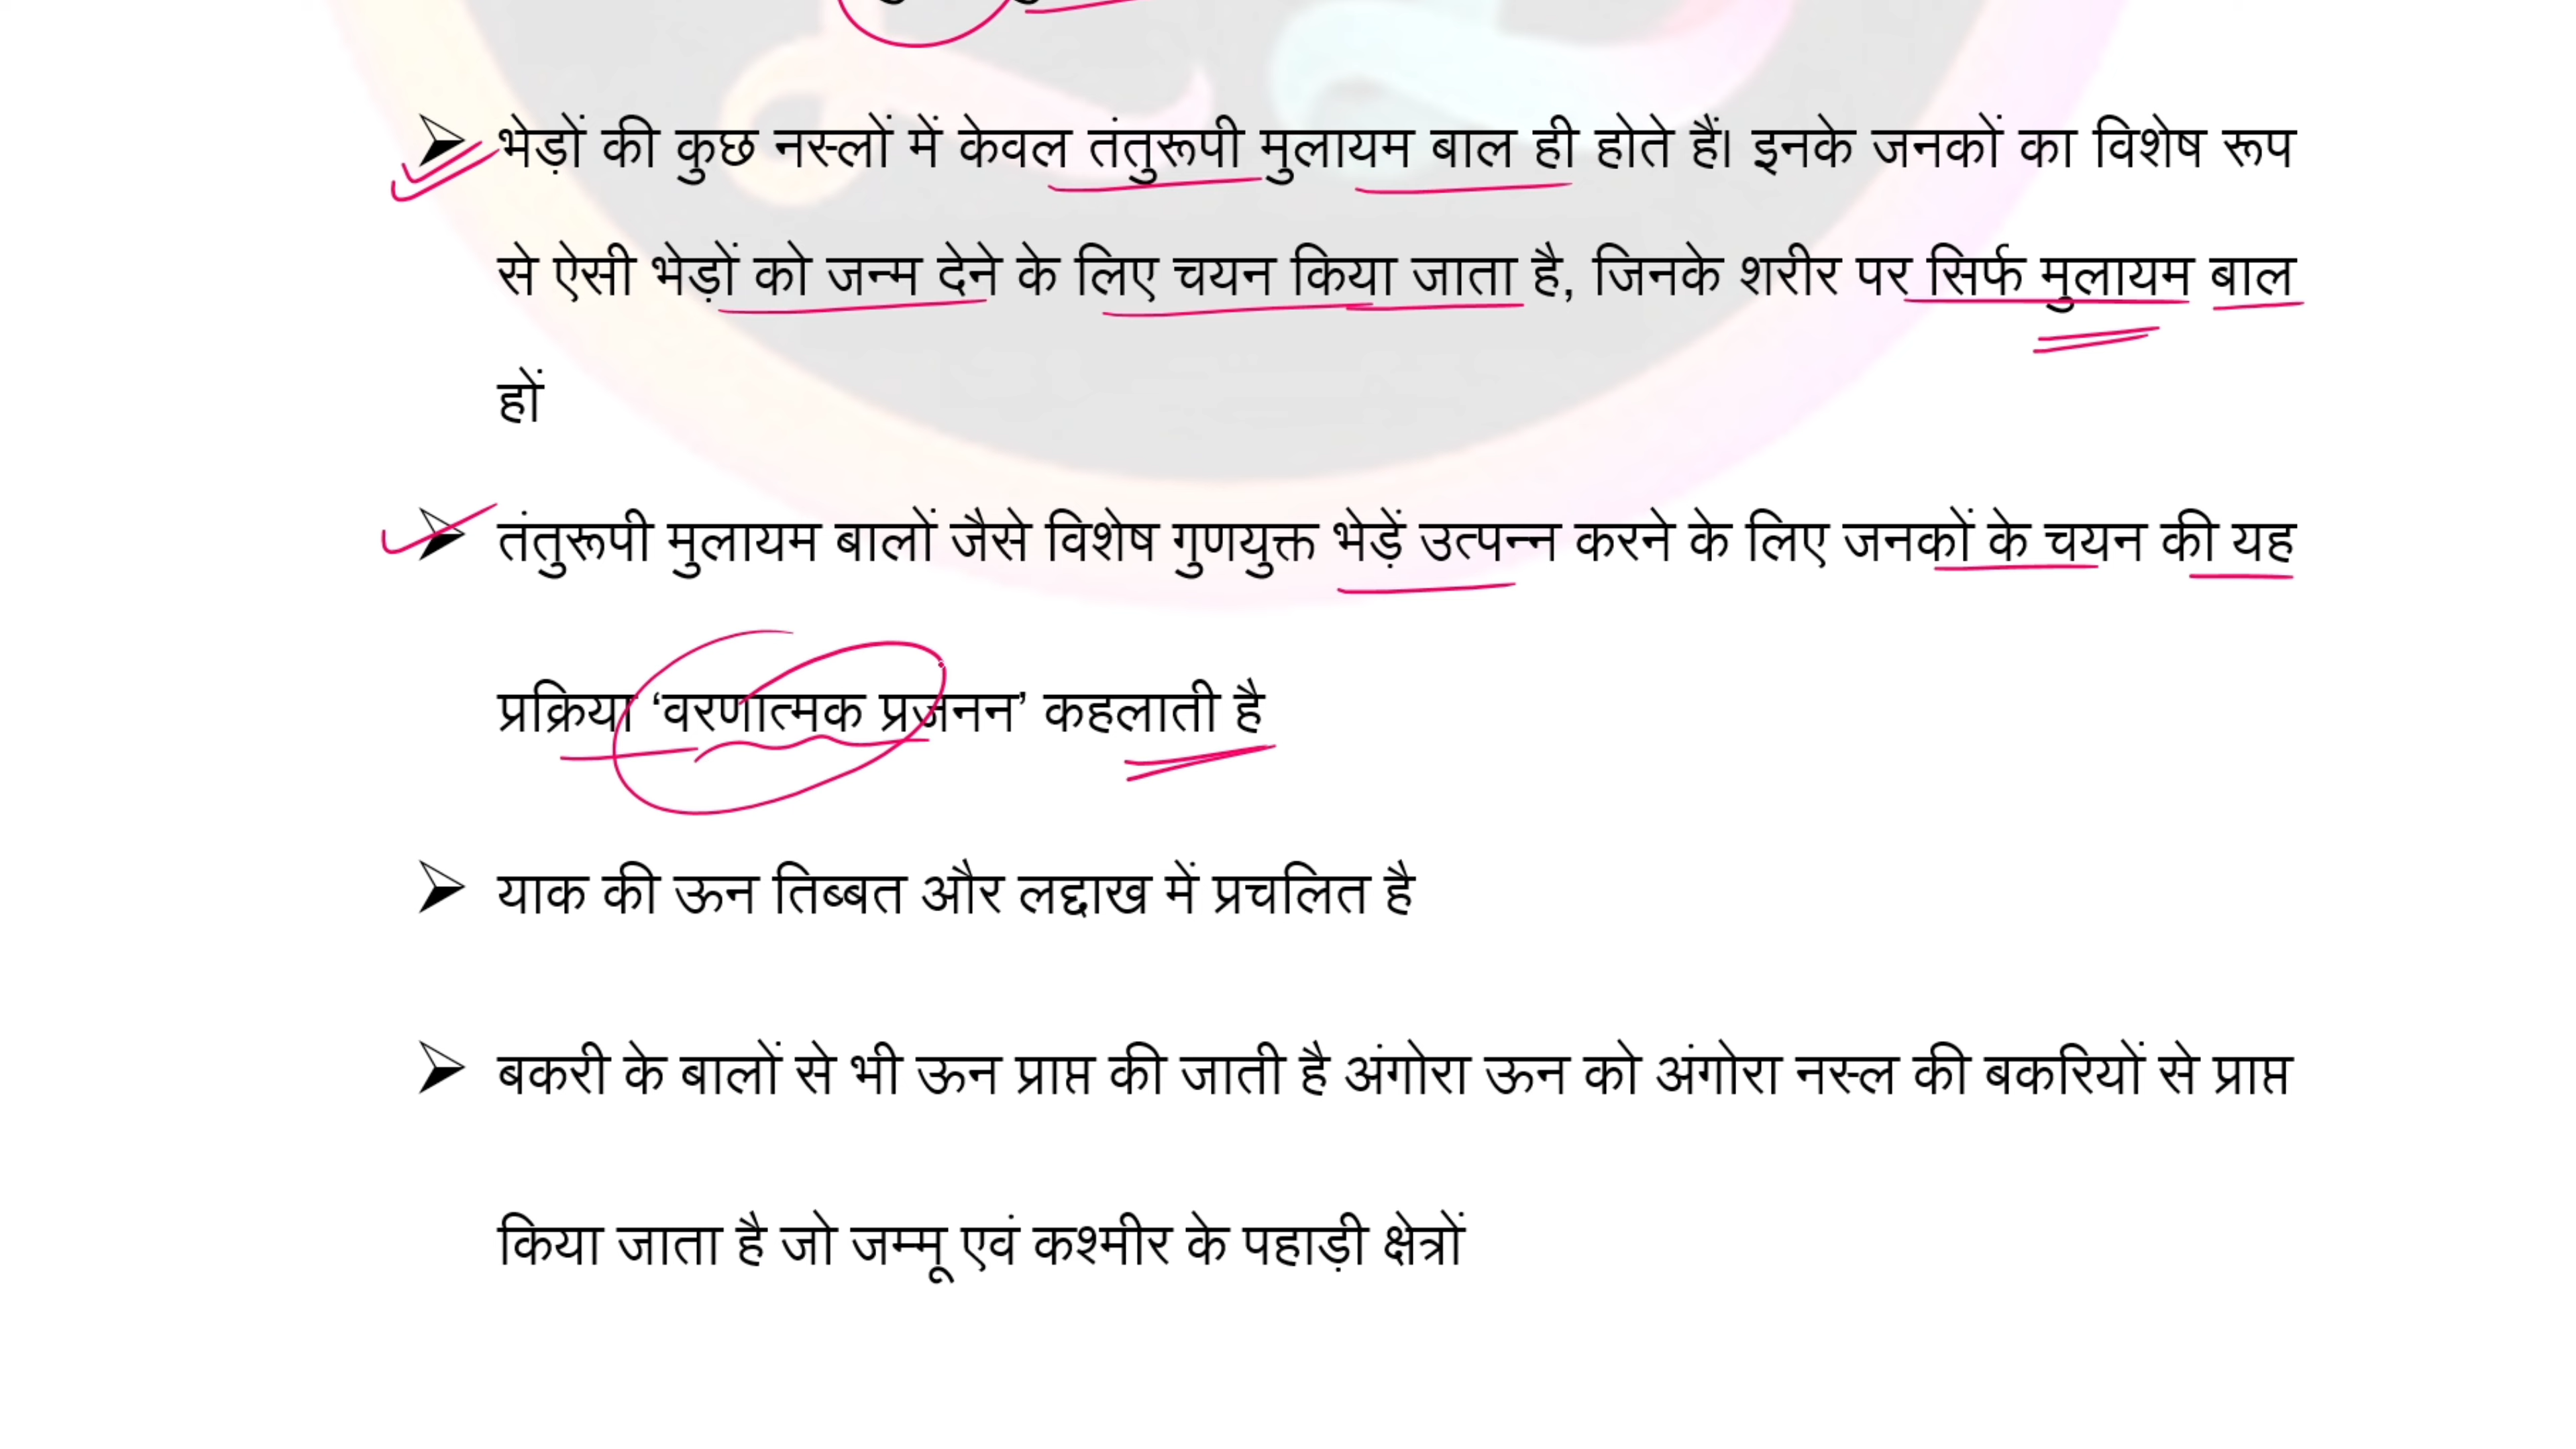 भेड़ों की कुछ नस्लों में केवल तंतुरूपी मुलायम बाल ही होते हैं। इनके जनकों का विशेष रूप
से ऐसी भेड़ों को जन्म देने के लिए चयन किया जाता है, जिनके शरीर पर सिर्फ मुलायम बाल
हों
तंतुरूपी मुलायम बालों जैसे विशेष गुणयुक्त भेड़ें उत्पन्न करने के लिए जनकों के चयन की यह
प्रक्रिया ‘वरणात्मक प्रजनन’ कहलाती है
याक की ऊन तिब्बत और लद्दाख में प्रचलित है
बकरी के बालों से भी ऊन प्राप्त की जाती है अंगोरा ऊन को अंगोरा नस्ल की बकरियों से प्राप्त
किया जाता है जो जम्मू एवं कश्मीर के पहाड़ी क्षेत्रों